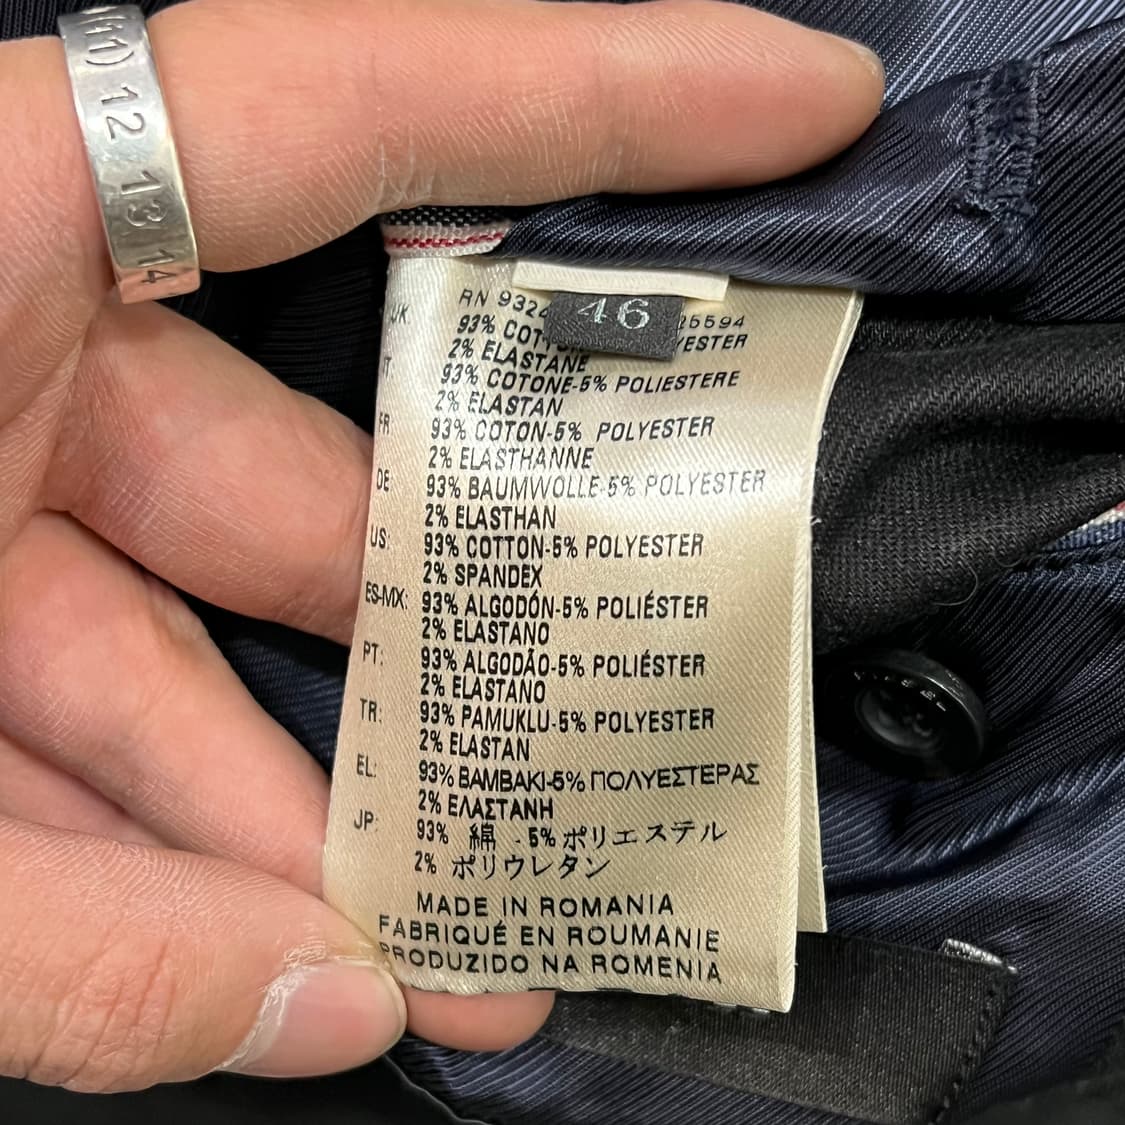 (11) 12 13 14
46
RN 9324 25594
UK: 93% COTTON YESTER
2% ELASTANE
IT 93% COTONE-5% POLIESTERE
2% ELASTAN
FR 93% COTON-5% POLYESTER
2% ELASTHANNE
DE 93% BAUMWOLLE-5% POLYESTER
2% ELASTHAN
US: 93% COTTON-5% POLYESTER
2% SPANDEX
ES-MX: 93% ALGODÓN-5% POLIÉSTER
2% ELASTANO
PT: 93% ALGODÃO-5% POLIÉSTER
2% ELASTANO
TR: 93% PAMUKLU-5% POLYESTER
2% ELASTAN
EL: 93% BAMBAKI-5% ΠΟΛΥΕΣΤΕΡΑΣ
2% ΕΛΑΣΤΑΝΗ
JP: 93% 綿 - 5% ポリエステル
2% ポリウレタン
MADE IN ROMANIA
FABRIQUÉ EN ROUMANIE
PRODUZIDO NA ROMENIA